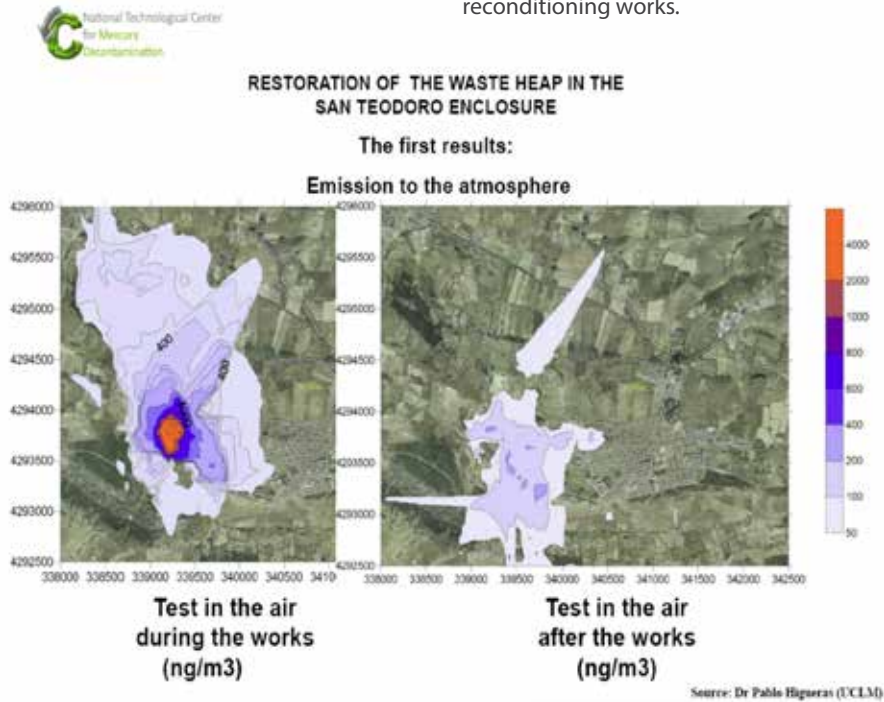 reconditioning works.
National Technological Center
for Mercury
Decontamination
RESTORATION OF THE WASTE HEAP IN THE
SAN TEODORO ENCLOSURE
The first results:
Emission to the atmosphere
4296000
4295500
4295000
4294500
4294000
4293500
4293000
4292500
338000 338500 339000 339500 340000 340500 3410
400
400
4296000
4295500
4295000
4294500
4294000
4293500
4293000
4292500
338000 338500 339000 339500 340000 340500 341000 341500 342000 342500
4000
2000
1000
800
600
400
200
100
50
Test in the air
during the works
(ng/m3)
Test in the air
after the works
(ng/m3)
Source: Dr Pablo Higueras (UCLM)